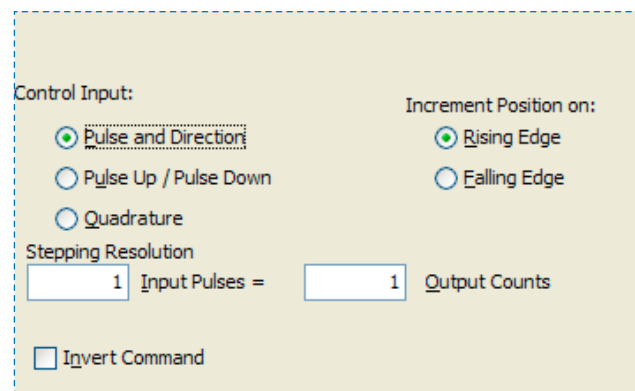 Control Input:
Increment Position on:
Pulse and Direction
Rising Edge
Pulse Up / Pulse Down
Falling Edge
Quadrature
Stepping Resolution
1 Input Pulses = 1 Output Counts
Invert Command